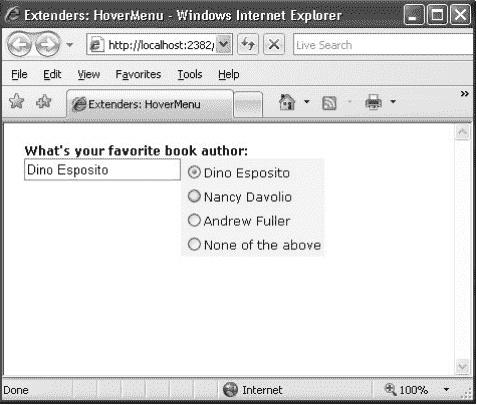 Extenders: HoverMenu - Windows Internet Explorer
http://localhost:2382/
Live Search
File Edit View Favorites Tools Help
Extenders: HoverMenu
»
What's your favorite book author:
Dino Esposito
Dino Esposito
Nancy Davolio
Andrew Fuller
None of the above
Done
Internet
100%